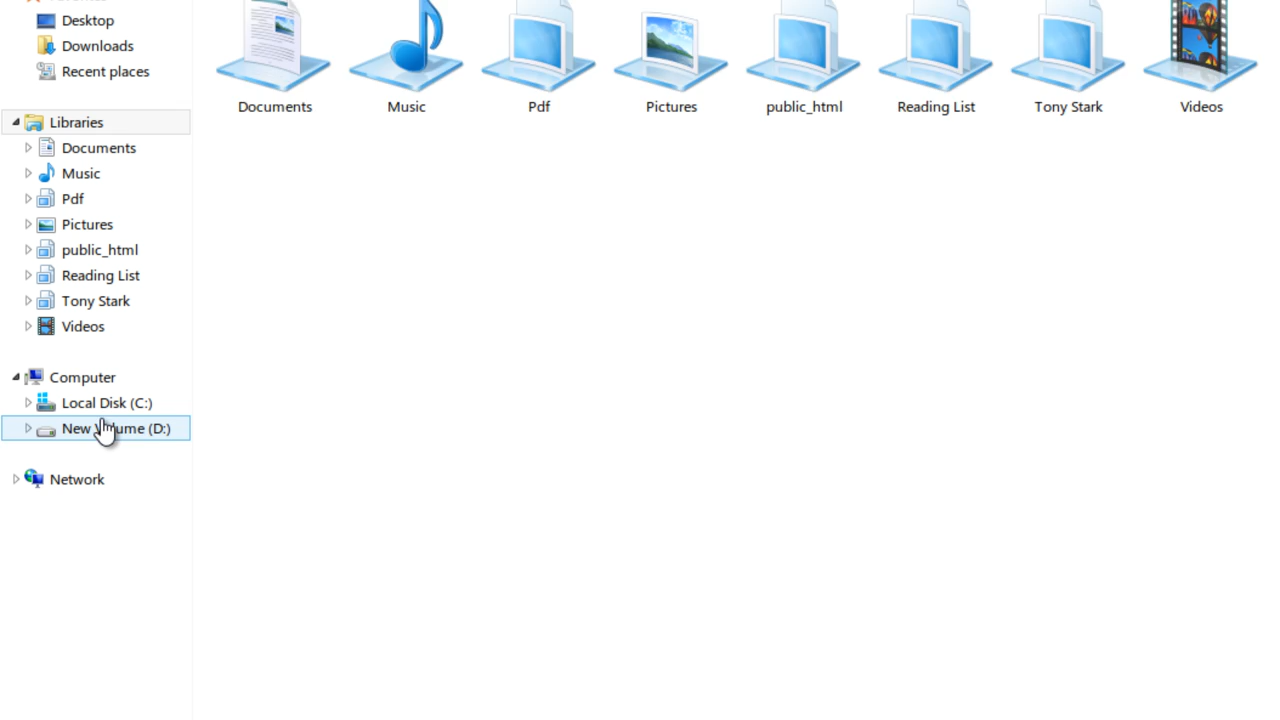 Desktop
Downloads
Recent places
Libraries
Documents
Music
Pdf
Pictures
public_html
Reading List
Tony Stark
Videos
Computer
Local Disk (C:)
New Volume (D:)
Network
Documents
Music
Pdf
Pictures
public_html
Reading List
Tony Stark
Videos